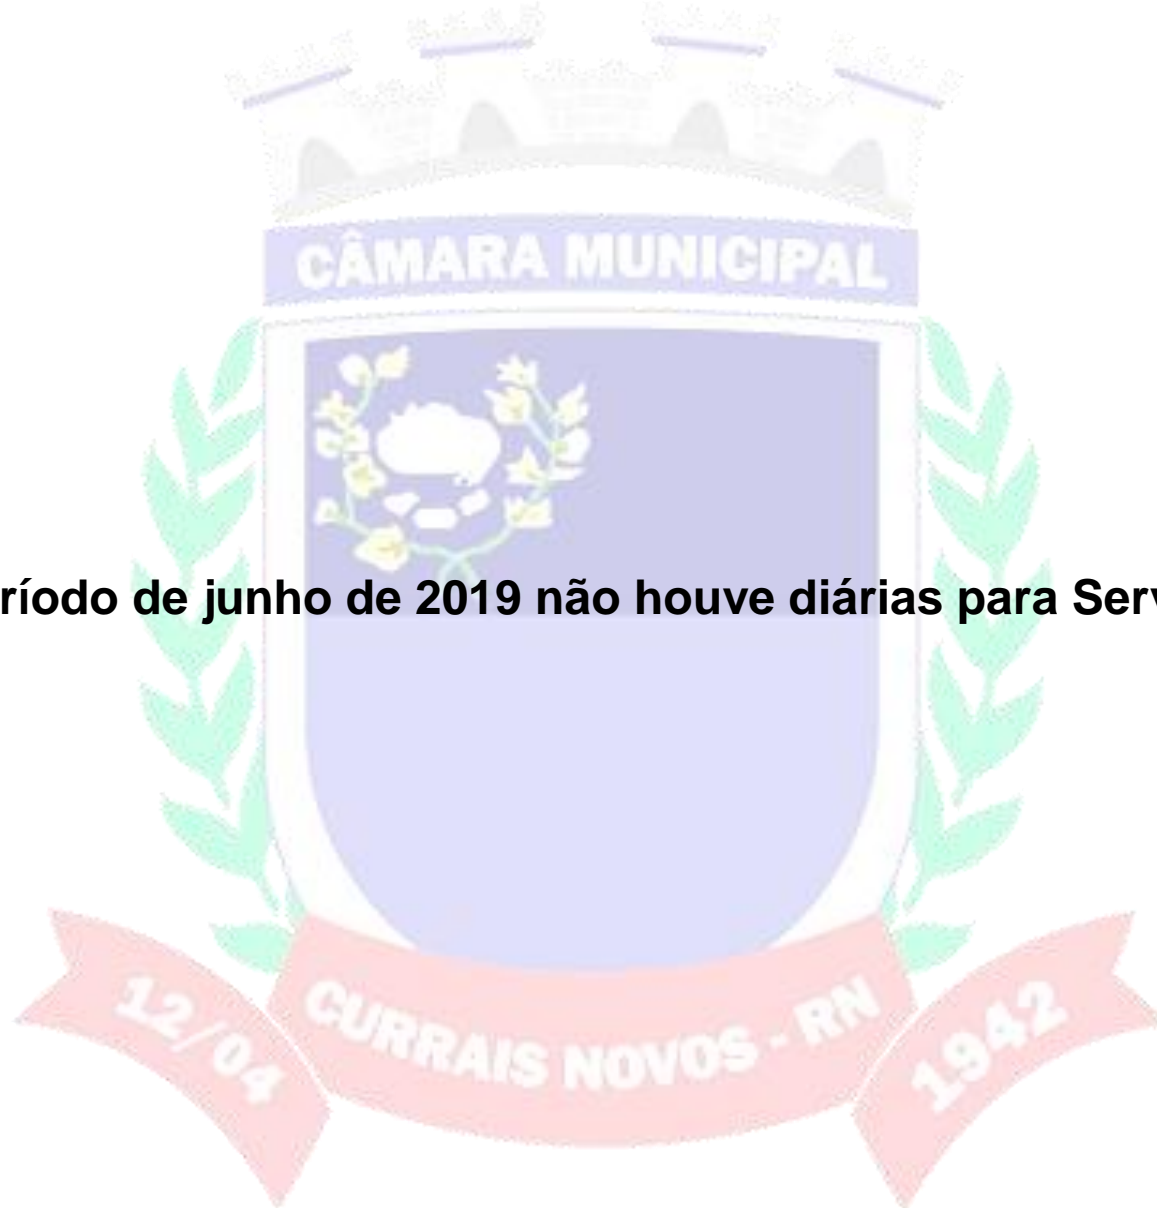 CÂMARA MUNICIPAL
ríodo de junho de 2019 não houve diárias para Serv
12/04
CURRAIS NOVOS - RN
1942